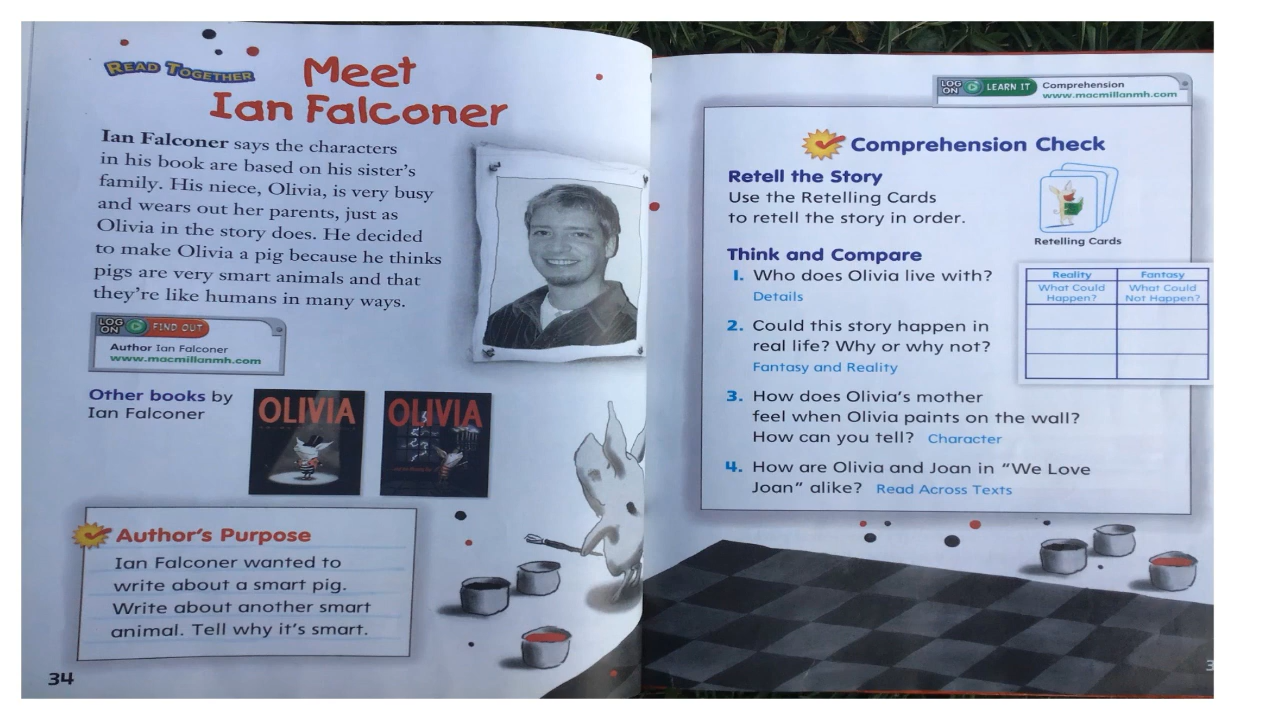 READ TOGETHER
Meet
Ian Falconer
Ian Falconer says the characters
in his book are based on his sister's
family. His niece, Olivia, is very busy
and wears out her parents, just as
Olivia in the story does. He decided
to make Olivia a pig because he thinks
pigs are very smart animals and that
they're like humans in many ways.
LOG ON FIND OUT
Author Ian Falconer
www.macmillanmh.com
Other books by
Ian Falconer
OLIVIA
OLIVIA
Author's Purpose
Ian Falconer wanted to
write about a smart pig.
Write about another smart
animal. Tell why it's smart.
34
LOG ON LEARN IT
Comprehension
www.macmillanmh.com
Comprehension Check
Retell the Story
Use the Retelling Cards
to retell the story in order.
Retelling Cards
Think and Compare
1. Who does Olivia live with?
Details
2. Could this story happen in
real life? Why or why not?
Fantasy and Reality
3. How does Olivia's mother
feel when Olivia paints on the wall?
How can you tell? Character
4. How are Olivia and Joan in "We Love
Joan" alike? Read Across Texts
Reality Fantasy
What Could Happen? What Could Not Happen?
3